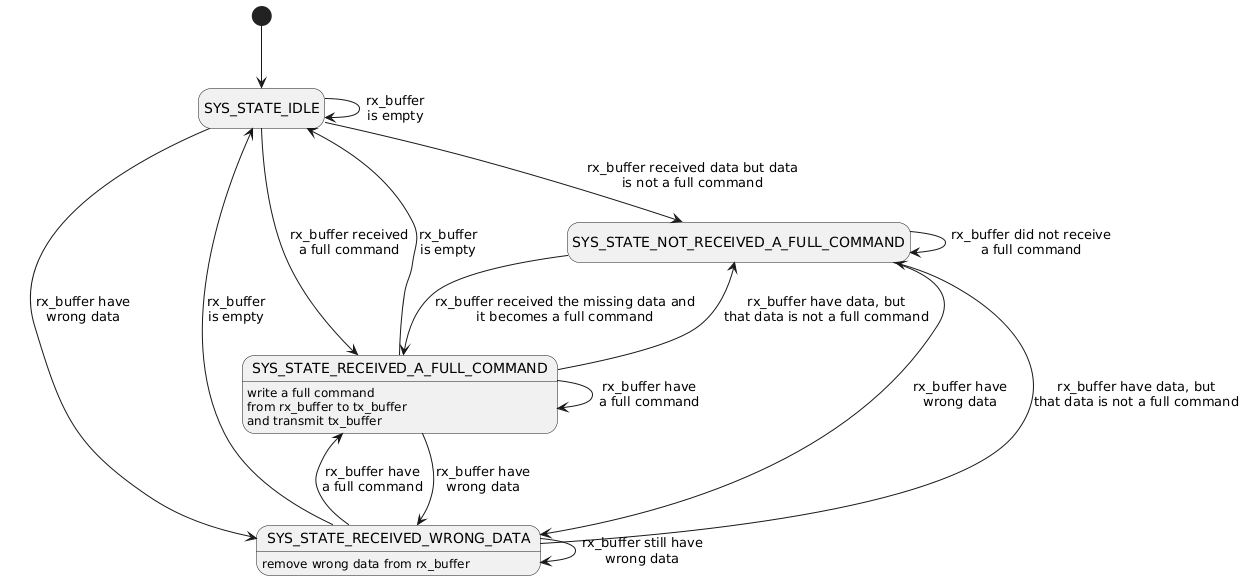 SYS_STATE_IDLE
rx_buffer
is empty
rx_buffer received data but data
is not a full command
rx_buffer received
a full command
rx_buffer
is empty
SYS_STATE_NOT_RECEIVED_A_FULL_COMMAND
rx_buffer did not receive
a full command
rx_buffer have
wrong data
rx_buffer
is empty
rx_buffer received the missing data and
it becomes a full command
rx_buffer have data, but
that data is not a full command
SYS_STATE_RECEIVED_A_FULL_COMMAND
write a full command
from rx_buffer to tx_buffer
and transmit tx_buffer
rx_buffer have
a full command
rx_buffer have
wrong data
rx_buffer have data, but
that data is not a full command
rx_buffer have
a full command
rx_buffer have
wrong data
SYS_STATE_RECEIVED_WRONG_DATA
remove wrong data from rx_buffer
rx_buffer still have
wrong data